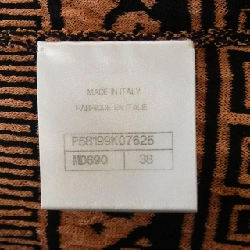 MADE IN ITALY
FABRIQUE EN ITALIE
P58199K07625
MD690 38